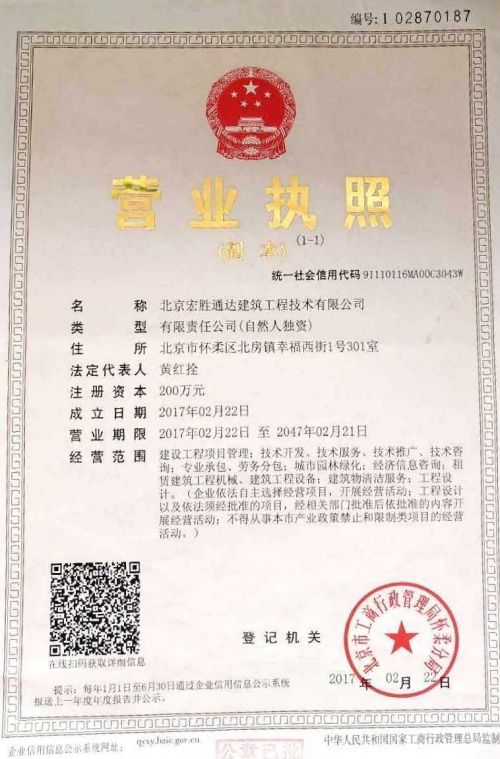 编号:1 02870187
营业执照
(副本)(1-1)
统一社会信用代码 91110116MA00C3043W
名 称 北京宏胜通达建筑工程技术有限公司
类 型 有限责任公司(自然人独资)
住 所 北京市怀柔区北房镇幸福西街1号301室
法定代表人 黄红拴
注册资本 200万元
成立日期 2017年02月22日
营业期限 2017年02月22日 至 2047年02月21日
经营范围 建设工程项目管理;技术开发、技术服务、技术推广、技术咨
询;专业承包、劳务分包;城市园林绿化;经济信息咨询;租
赁建筑工程机械、建筑工程设备;建筑物清洁服务;工程设
计。(企业依法自主选择经营项目,开展经营活动;工程设计
以及依法须经批准的项目,经相关部门批准后依批准的内容开
展经营活动;不得从事本市产业政策禁止和限制类项目的经营
活动。)
在线扫码获取详细信息
登记机关
北京市工商行政管理局怀柔分局
2017年 02月 22日
提示:每年1月1日至6月30日通过企业信用信息公示系统
报送上一年度年度报告并公示。
企业信用信息公示系统网址: qyxy.baic.gov.cn
中华人民共和国国家工商行政管理总局监制